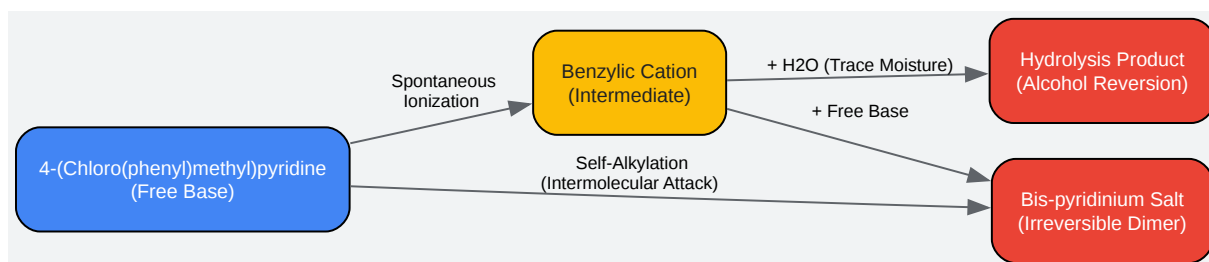 4-(Chloro(phenyl)methyl)pyridine
(Free Base)
Spontaneous
Ionization
Benzylic Cation
(Intermediate)
+ H2O (Trace Moisture)
Hydrolysis Product
(Alcohol Reversion)
+ Free Base
Self-Alkylation
(Intermolecular Attack)
Bis-pyridinium Salt
(Irreversible Dimer)